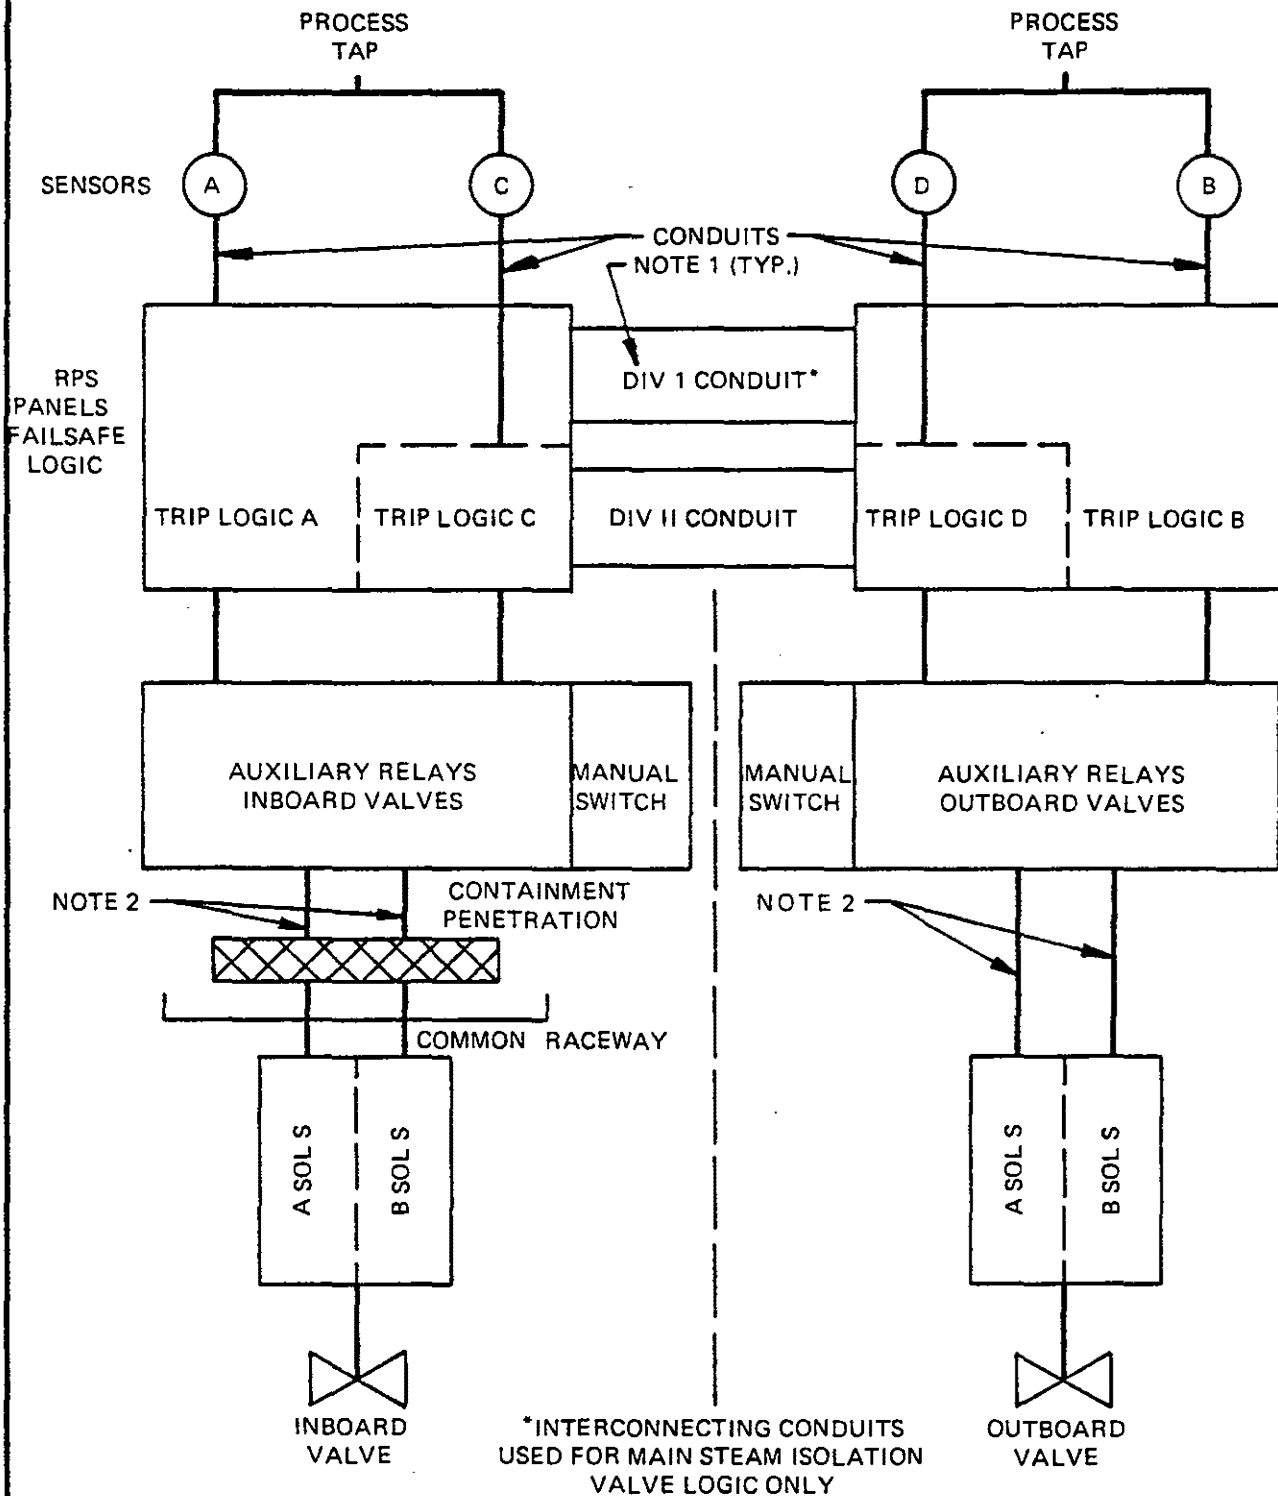 PROCESS
TAP
PROCESS
TAP
SENSORS
A
C
D
B
CONDUITS
NOTE 1 (TYP.)
RPS
PANELS
FAILSAFE
LOGIC
DIV 1 CONDUIT*
TRIP LOGIC A
TRIP LOGIC C
DIV II CONDUIT
TRIP LOGIC D
TRIP LOGIC B
AUXILIARY RELAYS
INBOARD VALVES
MANUAL
SWITCH
MANUAL
SWITCH
AUXILIARY RELAYS
OUTBOARD VALVES
NOTE 2
CONTAINMENT
PENETRATION
NOTE 2
COMMON RACEWAY
A SOL S
B SOL S
A SOL S
B SOL S
INBOARD
VALVE
*INTERCONNECTING CONDUITS
USED FOR MAIN STEAM ISOLATION
VALVE LOGIC ONLY
OUTBOARD
VALVE